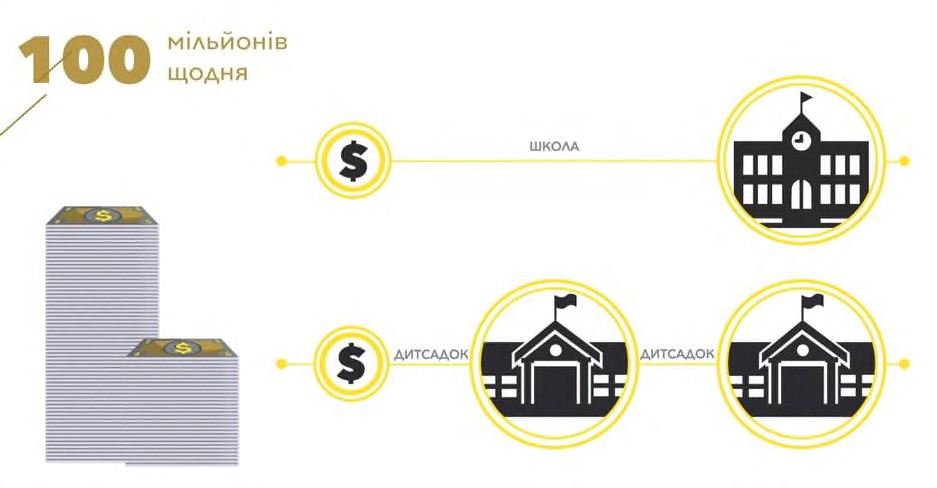 100 мільйонів
щодня
$
ШКОЛА
$
$
$ ДИТСАДОК ДИТСАДОК